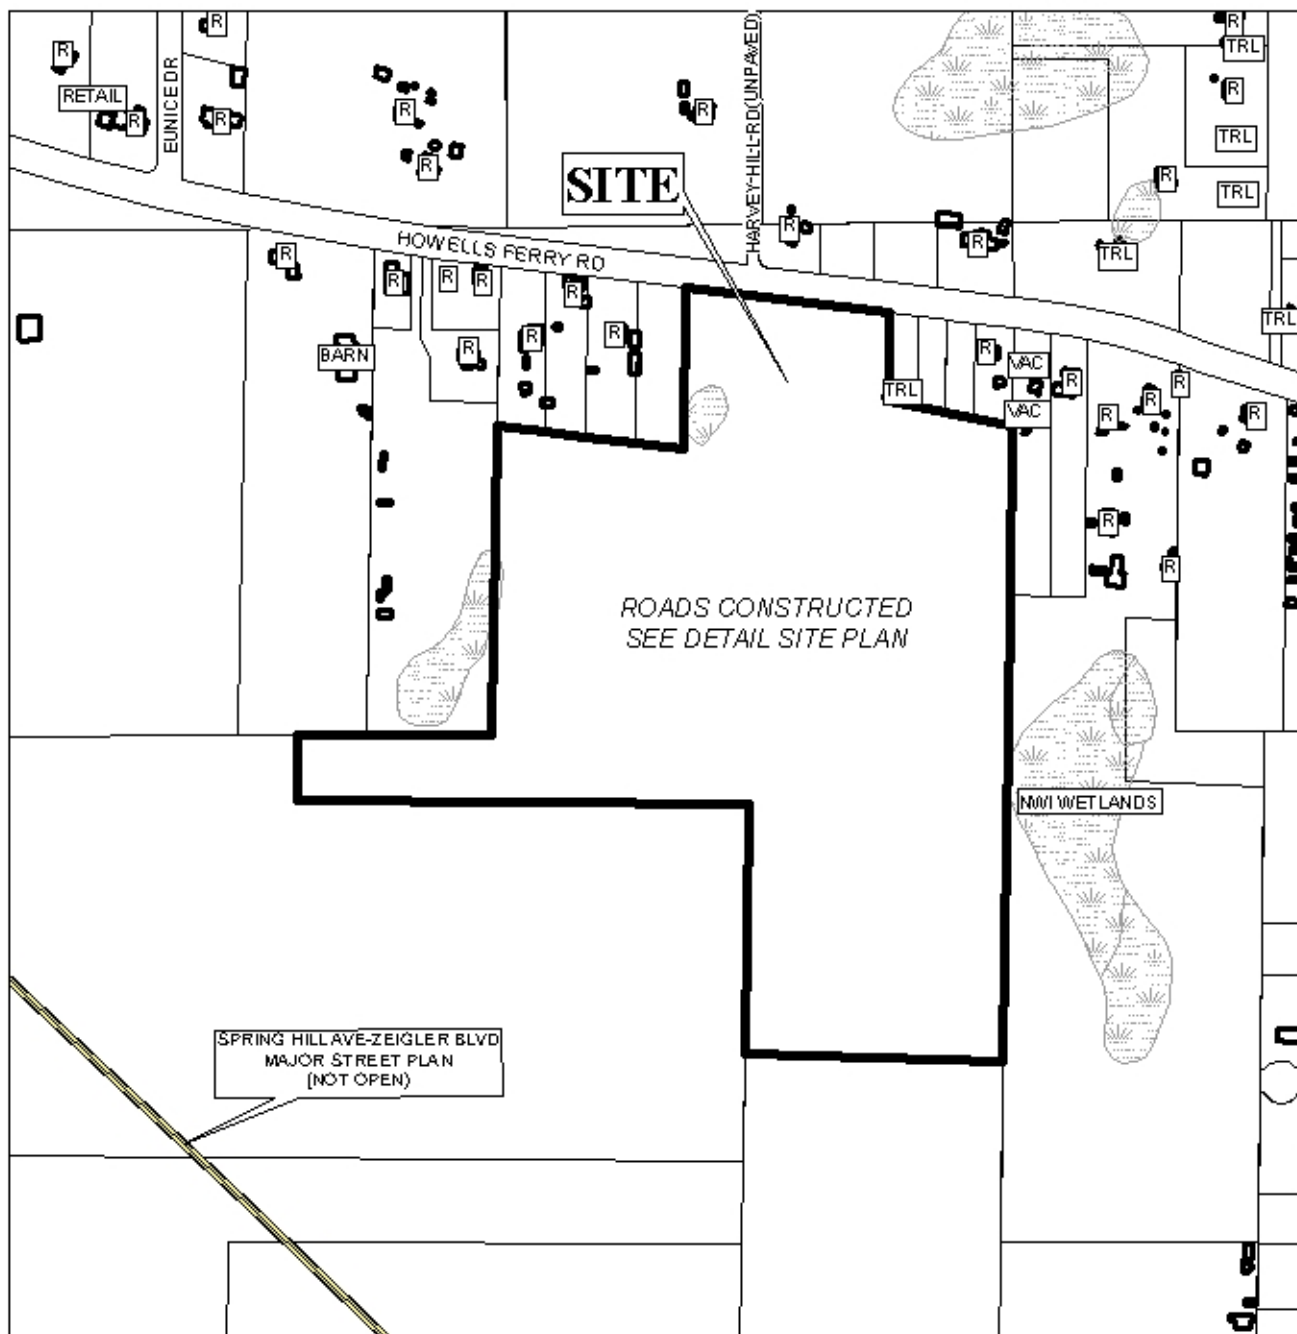 R
R
TRL
R
RETAIL
R
R
R
R
R
TRL
EUNICE DR
HARVEY-HILL-RD(UNPAVED)
R
SITE
R
TRL
R
R
TRL
HOWELLS FERRY RD
R
R
R
R
R
TRL
R
R
R
BARN
R
VAC
R
R
TRL
VAC
R
R
R
R
R
ROADS CONSTRUCTED
SEE DETAIL SITE PLAN
NWI WETLANDS
SPRING HILL AVE-ZEIGLER BLVD
MAJOR STREET PLAN
(NOT OPEN)